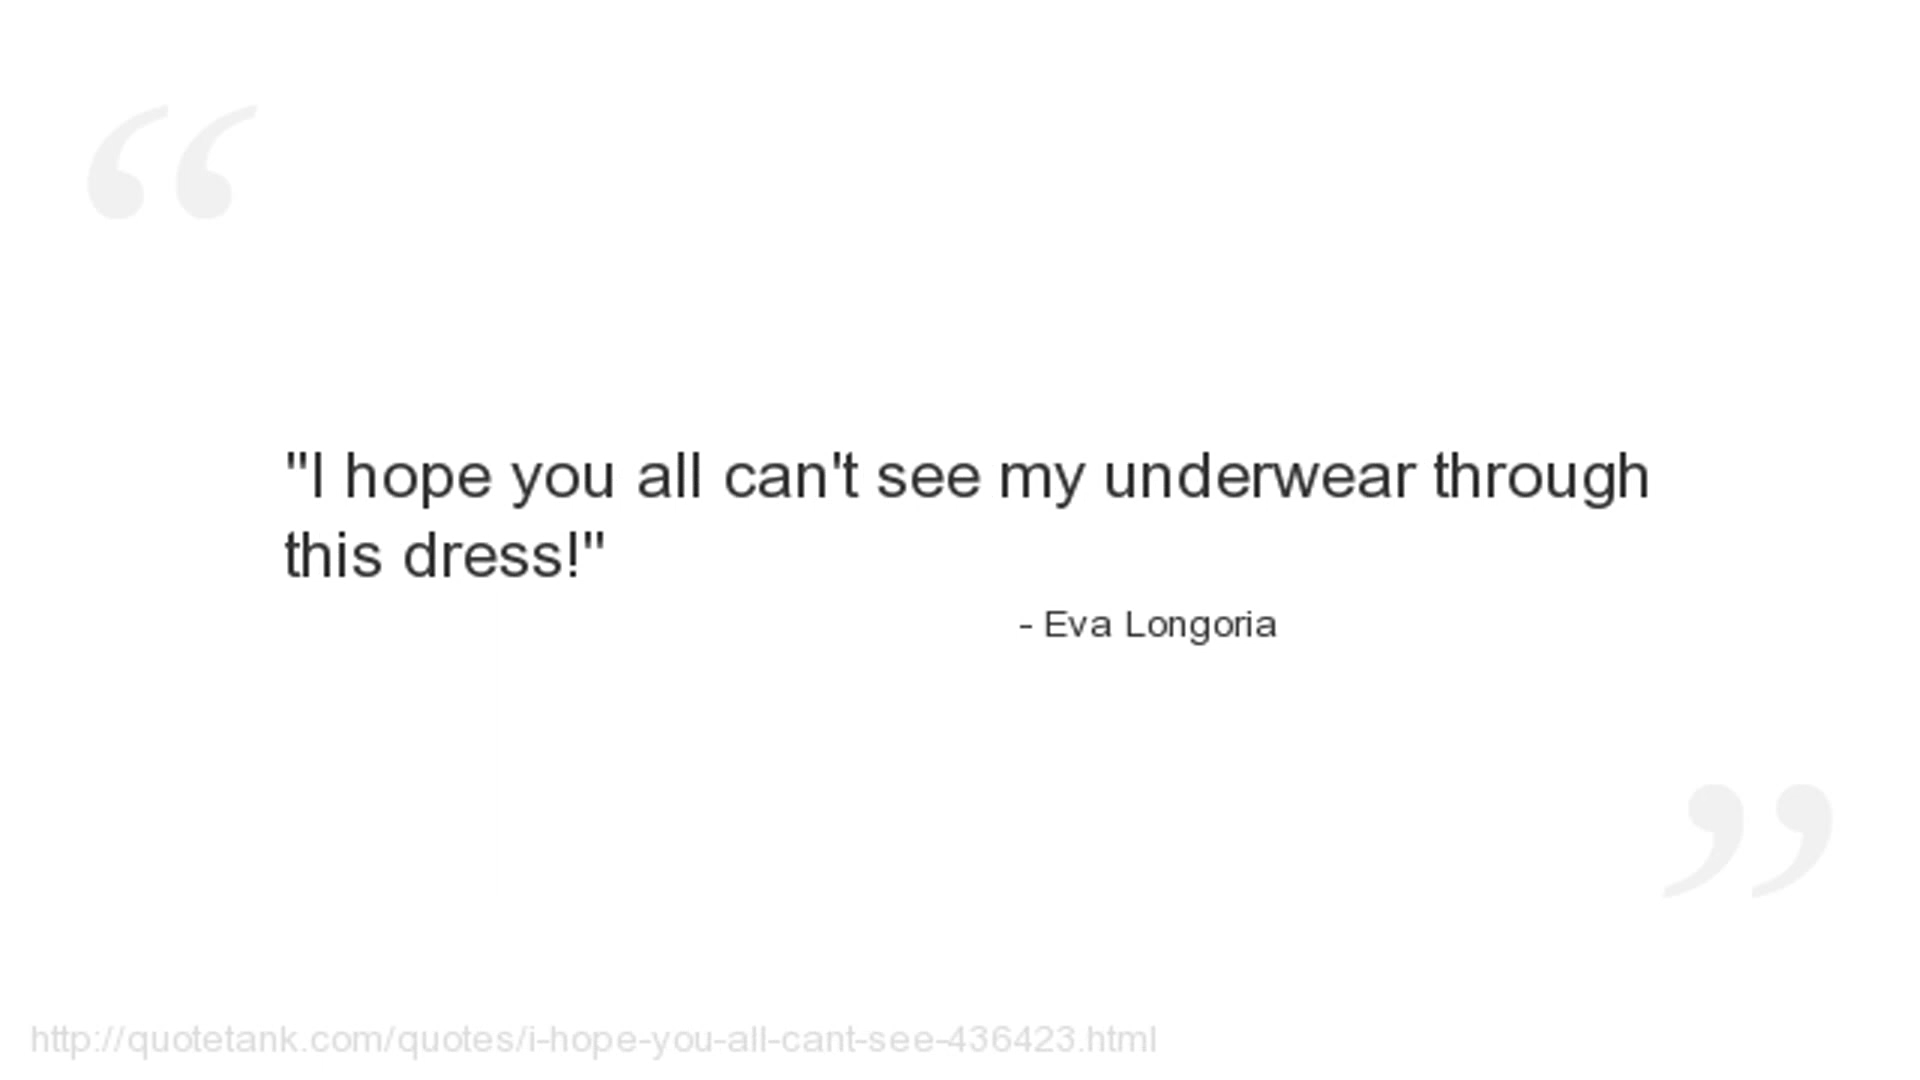 "I hope you all can't see my underwear through
this dress!"
- Eva Longoria
http://quotetank.com/quotes/i-hope-you-all-cant-see-436423.html